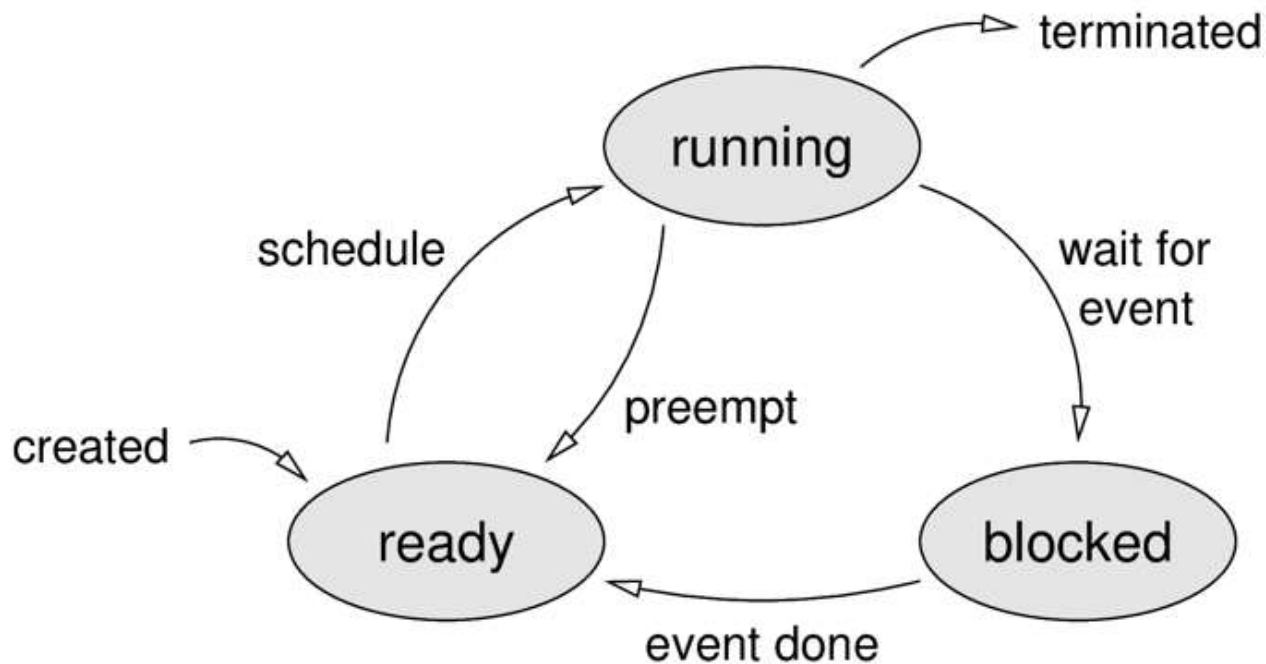 terminated
running
schedule
wait for
event
preempt
created
ready
blocked
event done